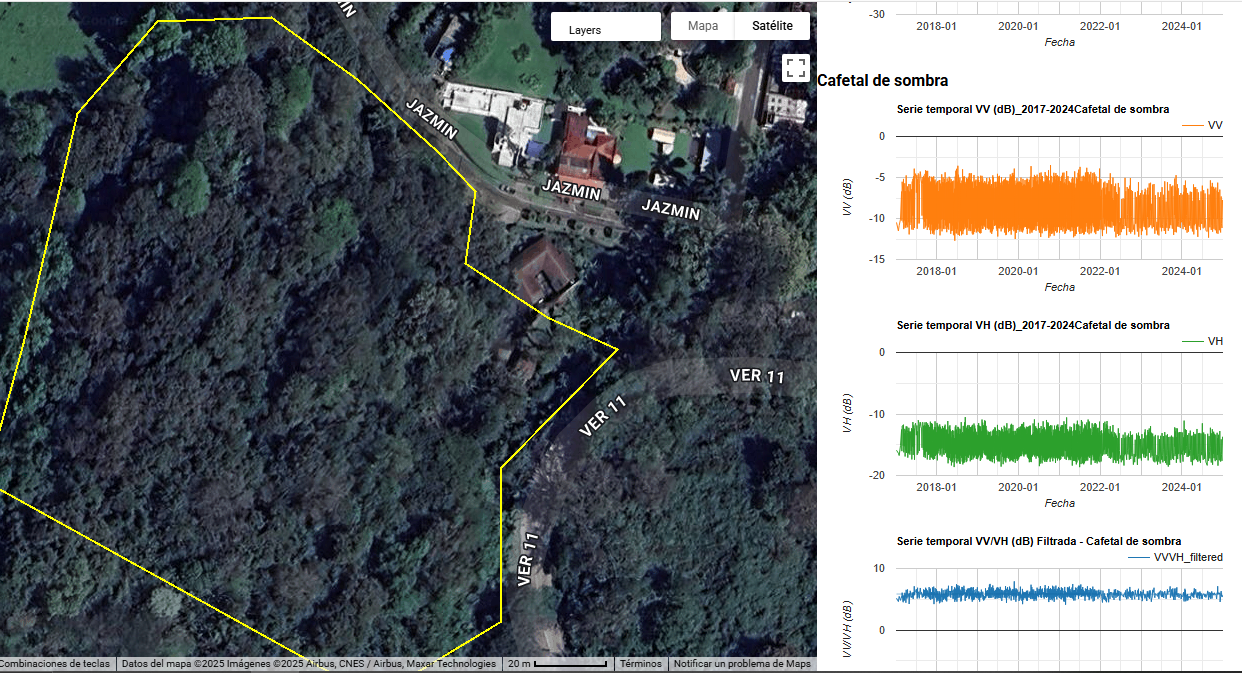 Layers
Mapa
Satélite
JAZMIN
JAZMIN
JAZMIN
VER 11
VER 11
VER 11
Combinaciones de teclas
Datos del mapa ©2025 Imágenes ©2025 Airbus, CNES / Airbus, Maxar Technologies
20 m
Términos
Notificar un problema de Maps
-30
2018-01
2020-01
2022-01
2024-01
Fecha
Cafetal de sombra
Serie temporal VV (dB)_2017-2024Cafetal de sombra
VV
VV (dB)
0
-5
-10
-15
2018-01
2020-01
2022-01
2024-01
Fecha
Serie temporal VH (dB)_2017-2024Cafetal de sombra
VH
VH (dB)
0
-10
-20
2018-01
2020-01
2022-01
2024-01
Fecha
Serie temporal VV/VH (dB) Filtrada - Cafetal de sombra
VVVH_filtered
VV/VH (dB)
10
0